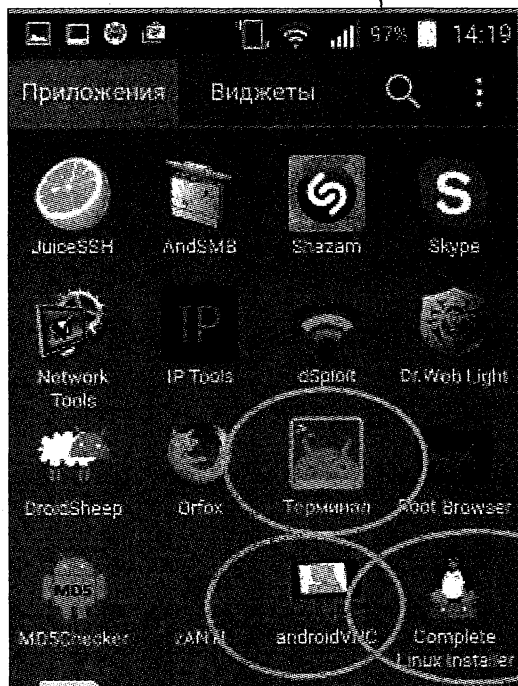 97% 14:19
Приложения Виджеты
JuiceSSH AndSMB Shazam Skype
IP
Network Tools IP Tools dSploit Dr.Web Light
DroidSheep Orfox Терминал Root Browser
MD5
MD5Checker zANTI androidVNC Complete Linux Installer